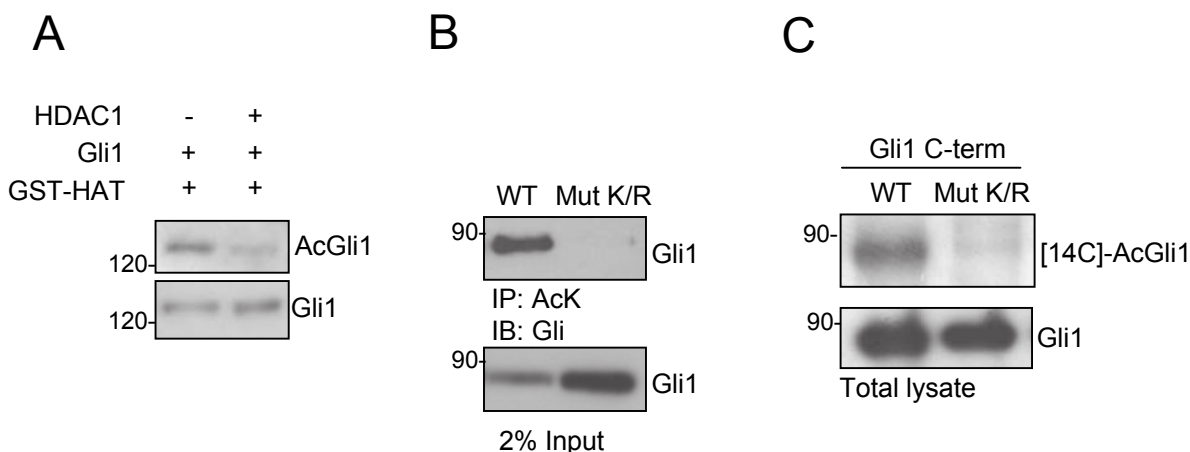 A
HDAC1 - +
Gli1 + +
GST-HAT + +
AcGli1
120-
Gli1
120-
B
WT Mut K/R
90-
Gli1
IP: AcK
IB: Gli
90-
Gli1
2% Input
C
Gli1 C-term
WT Mut K/R
90-
[14C]-AcGli1
90-
Gli1
Total lysate